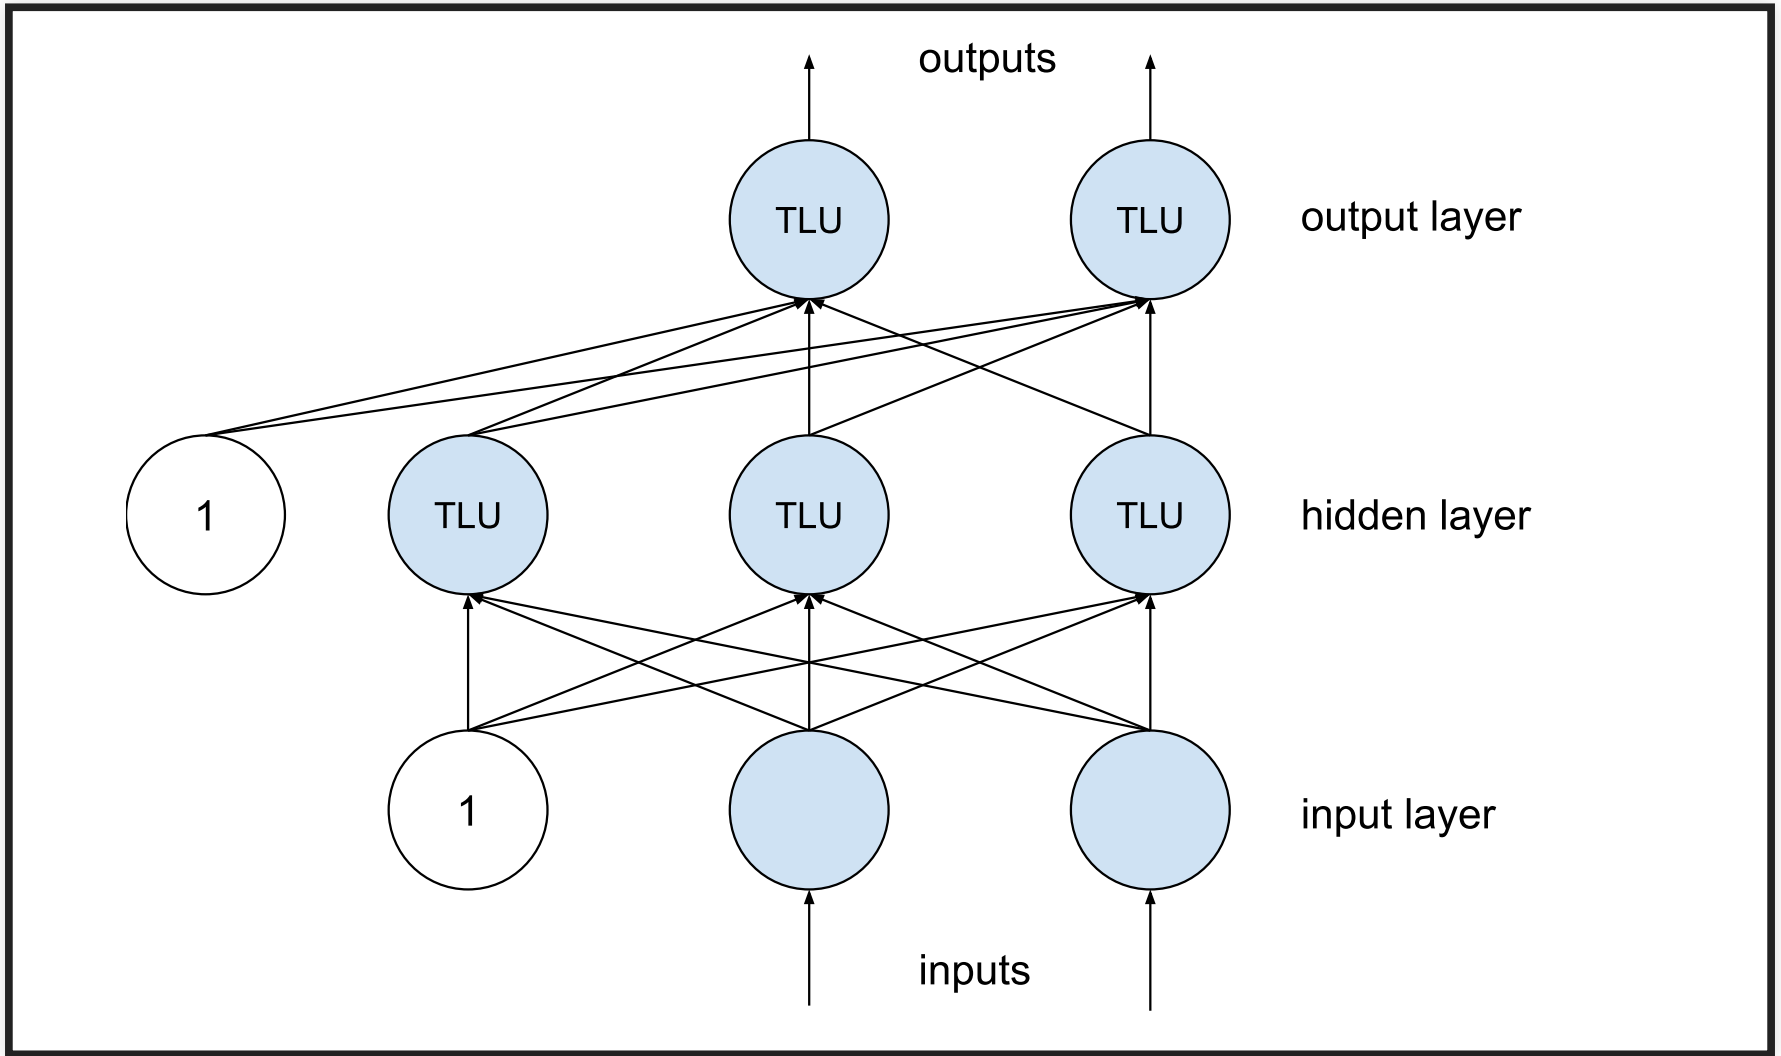 outputs
TLU
TLU
output layer
1
TLU
TLU
TLU
hidden layer
1
input layer
inputs